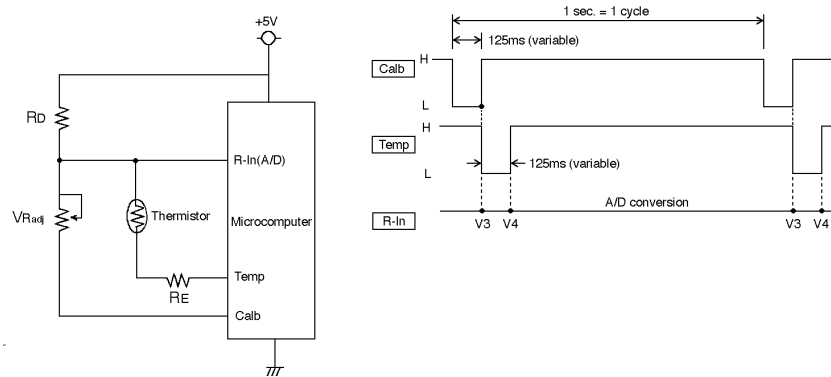 +5V
RD
R-In(A/D)
VRadj
Thermistor
Microcomputer
Temp
RE
Calb
1 sec. = 1 cycle
125ms (variable)
Calb
H
L
Temp
H
125ms (variable)
L
A/D conversion
R-In
V3
V4
V3
V4